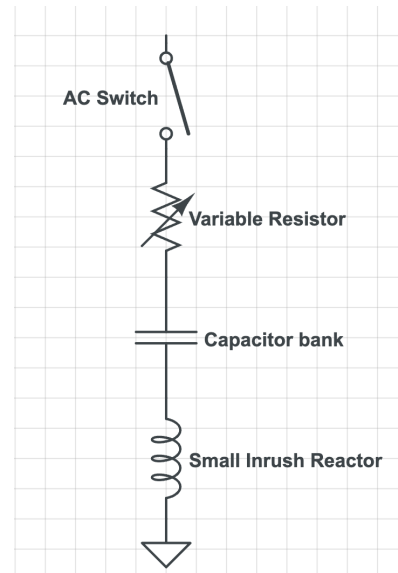 AC Switch
Variable Resistor
Capacitor bank
Small Inrush Reactor